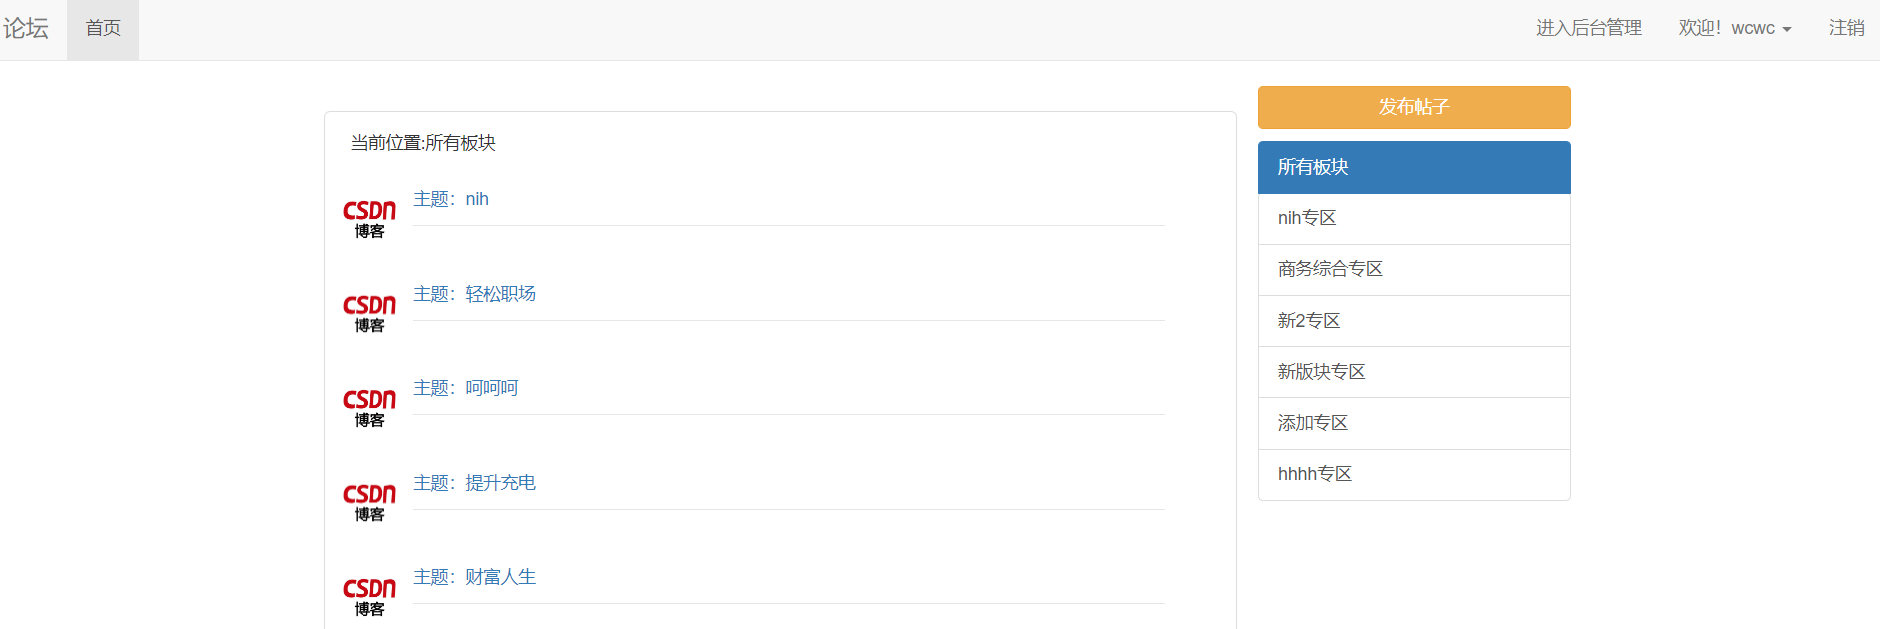 论坛 首页 进入后台管理 欢迎！wcwc 注销
当前位置:所有板块
CSDN
博客
主题：nih
CSDN
博客
主题：轻松职场
CSDN
博客
主题：呵呵呵
CSDN
博客
主题：提升充电
CSDN
博客
主题：财富人生
发布帖子
所有板块
nih专区
商务综合专区
新2专区
新版块专区
添加专区
hhhh专区